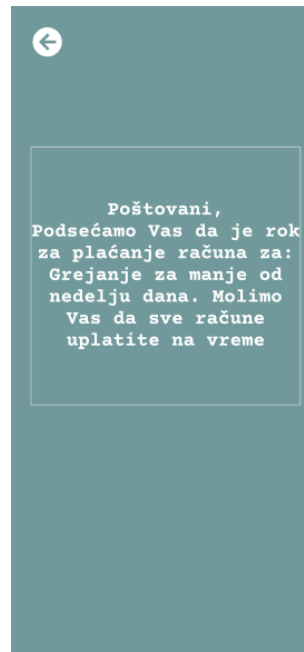 Poštovani,
Podsećamo Vas da je rok
za plaćanje računa za:
Grejanje za manje od
nedelju dana. Molimo
Vas da sve račune
uplatite na vreme